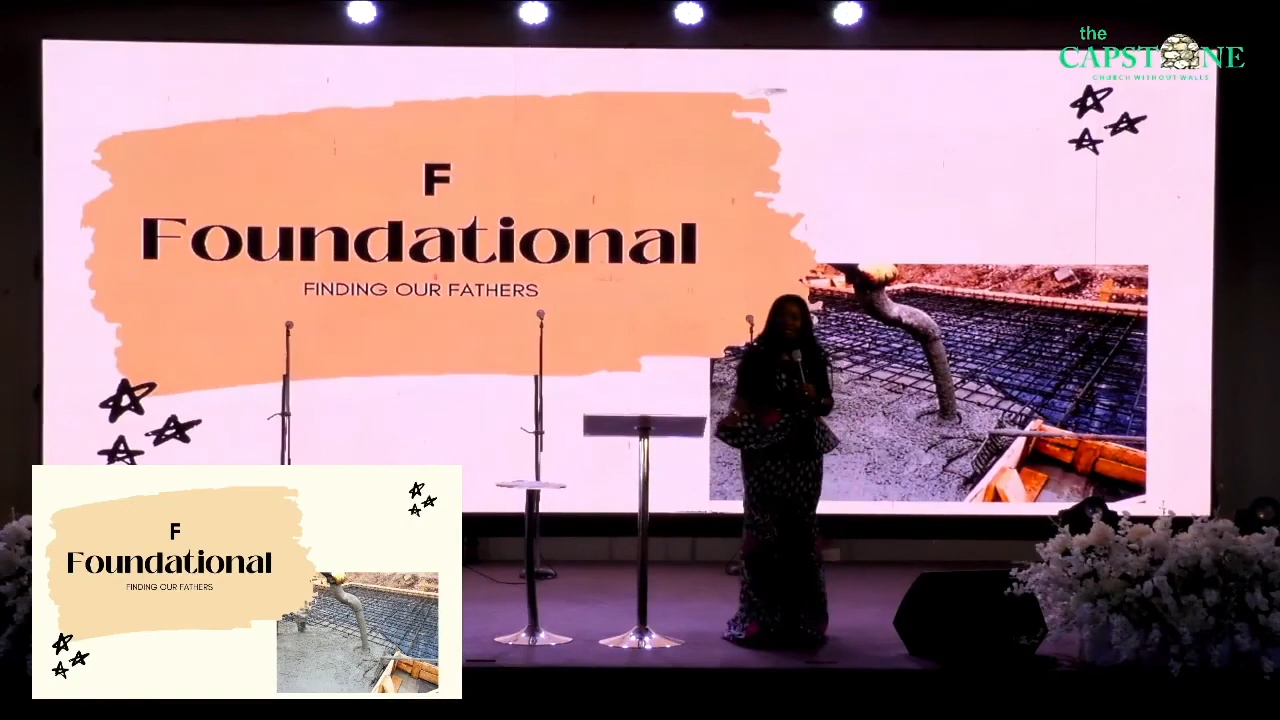 the
CAPSTONE
CHURCH WITHOUT WALLS
F
Foundational
FINDING OUR FATHERS
F
Foundational
FINDING OUR FATHERS